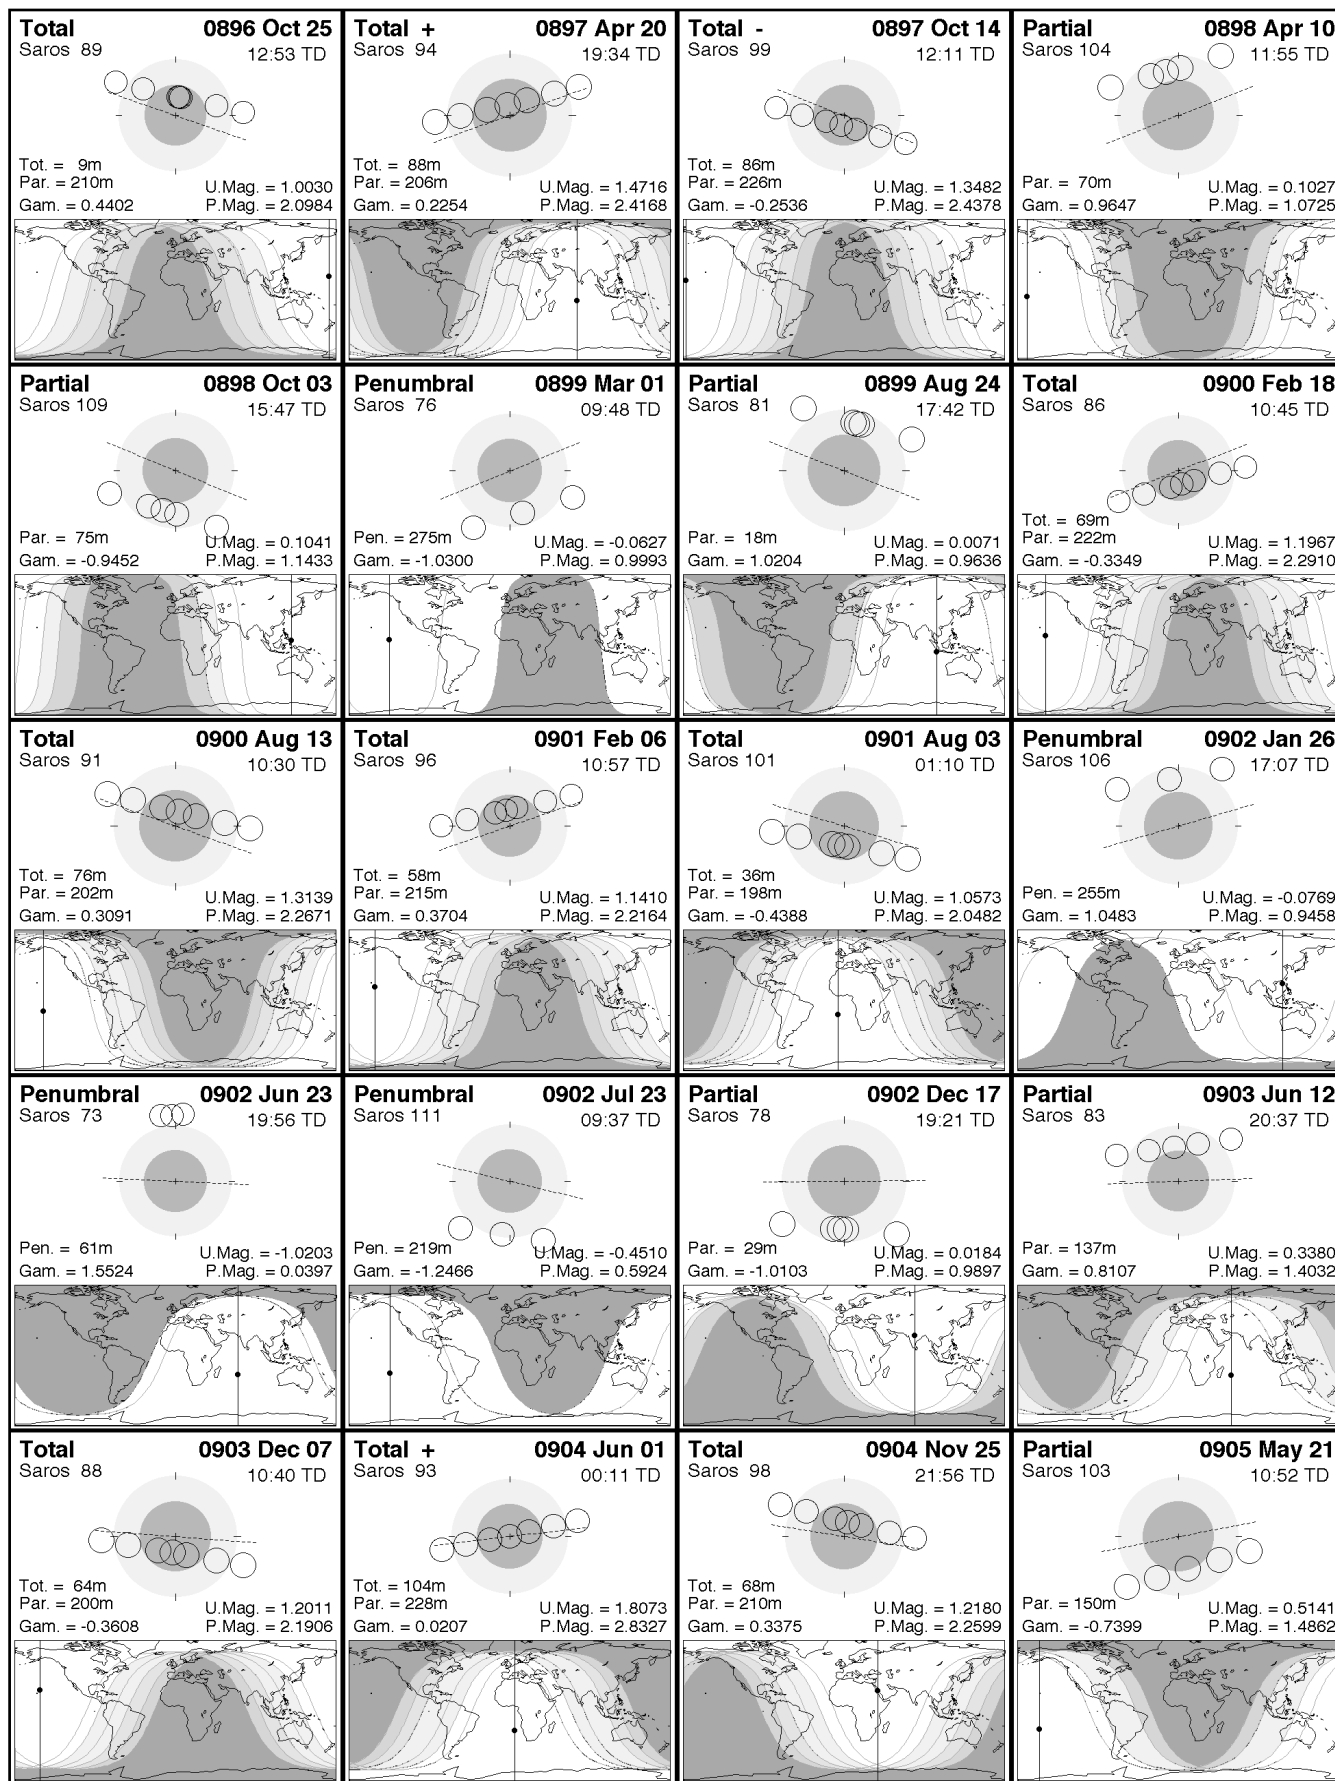 Total 0896 Oct 25
Saros 89 12:53 TD
Tot. = 9m
Par. = 210m U.Mag. = 1.0030
Gam. = 0.4402 P.Mag. = 2.0984
Total + 0897 Apr 20
Saros 94 19:34 TD
Tot. = 88m
Par. = 206m U.Mag. = 1.4716
Gam. = 0.2254 P.Mag. = 2.4168
Total - 0897 Oct 14
Saros 99 12:11 TD
Tot. = 86m
Par. = 226m U.Mag. = 1.3482
Gam. = -0.2536 P.Mag. = 2.4378
Partial 0898 Apr 10
Saros 104 11:55 TD
Par. = 70m U.Mag. = 0.1027
Gam. = 0.9647 P.Mag. = 1.0725
Partial 0898 Oct 03
Saros 109 15:47 TD
Par. = 75m U.Mag. = 0.1041
Gam. = -0.9452 P.Mag. = 1.1433
Penumbral 0899 Mar 01
Saros 76 09:48 TD
Pen. = 275m U.Mag. = -0.0627
Gam. = -1.0300 P.Mag. = 0.9993
Partial 0899 Aug 24
Saros 81 17:42 TD
Par. = 18m U.Mag. = 0.0071
Gam. = 1.0204 P.Mag. = 0.9636
Total 0900 Feb 18
Saros 86 10:45 TD
Tot. = 69m
Par. = 222m U.Mag. = 1.1967
Gam. = -0.3349 P.Mag. = 2.2910
Total 0900 Aug 13
Saros 91 10:30 TD
Tot. = 76m
Par. = 202m U.Mag. = 1.3139
Gam. = 0.3091 P.Mag. = 2.2671
Total 0901 Feb 06
Saros 96 10:57 TD
Tot. = 58m
Par. = 215m U.Mag. = 1.1410
Gam. = 0.3704 P.Mag. = 2.2164
Total 0901 Aug 03
Saros 101 01:10 TD
Tot. = 36m
Par. = 198m U.Mag. = 1.0573
Gam. = -0.4388 P.Mag. = 2.0482
Penumbral 0902 Jan 26
Saros 106 17:07 TD
Pen. = 255m U.Mag. = -0.0769
Gam. = 1.0483 P.Mag. = 0.9458
Penumbral 0902 Jun 23
Saros 73 19:56 TD
Pen. = 61m U.Mag. = -1.0203
Gam. = 1.5524 P.Mag. = 0.0397
Penumbral 0902 Jul 23
Saros 111 09:37 TD
Pen. = 219m U.Mag. = -0.4510
Gam. = -1.2466 P.Mag. = 0.5924
Partial 0902 Dec 17
Saros 78 19:21 TD
Par. = 29m U.Mag. = 0.0184
Gam. = -1.0103 P.Mag. = 0.9897
Partial 0903 Jun 12
Saros 83 20:37 TD
Par. = 137m U.Mag. = 0.3380
Gam. = 0.8107 P.Mag. = 1.4032
Total 0903 Dec 07
Saros 88 10:40 TD
Tot. = 64m
Par. = 200m U.Mag. = 1.2011
Gam. = -0.3608 P.Mag. = 2.1906
Total + 0904 Jun 01
Saros 93 00:11 TD
Tot. = 104m
Par. = 228m U.Mag. = 1.8073
Gam. = 0.0207 P.Mag. = 2.8327
Total 0904 Nov 25
Saros 98 21:56 TD
Tot. = 68m
Par. = 210m U.Mag. = 1.2180
Gam. = 0.3375 P.Mag. = 2.2599
Partial 0905 May 21
Saros 103 10:52 TD
Par. = 150m U.Mag. = 0.5141
Gam. = -0.7399 P.Mag. = 1.4862